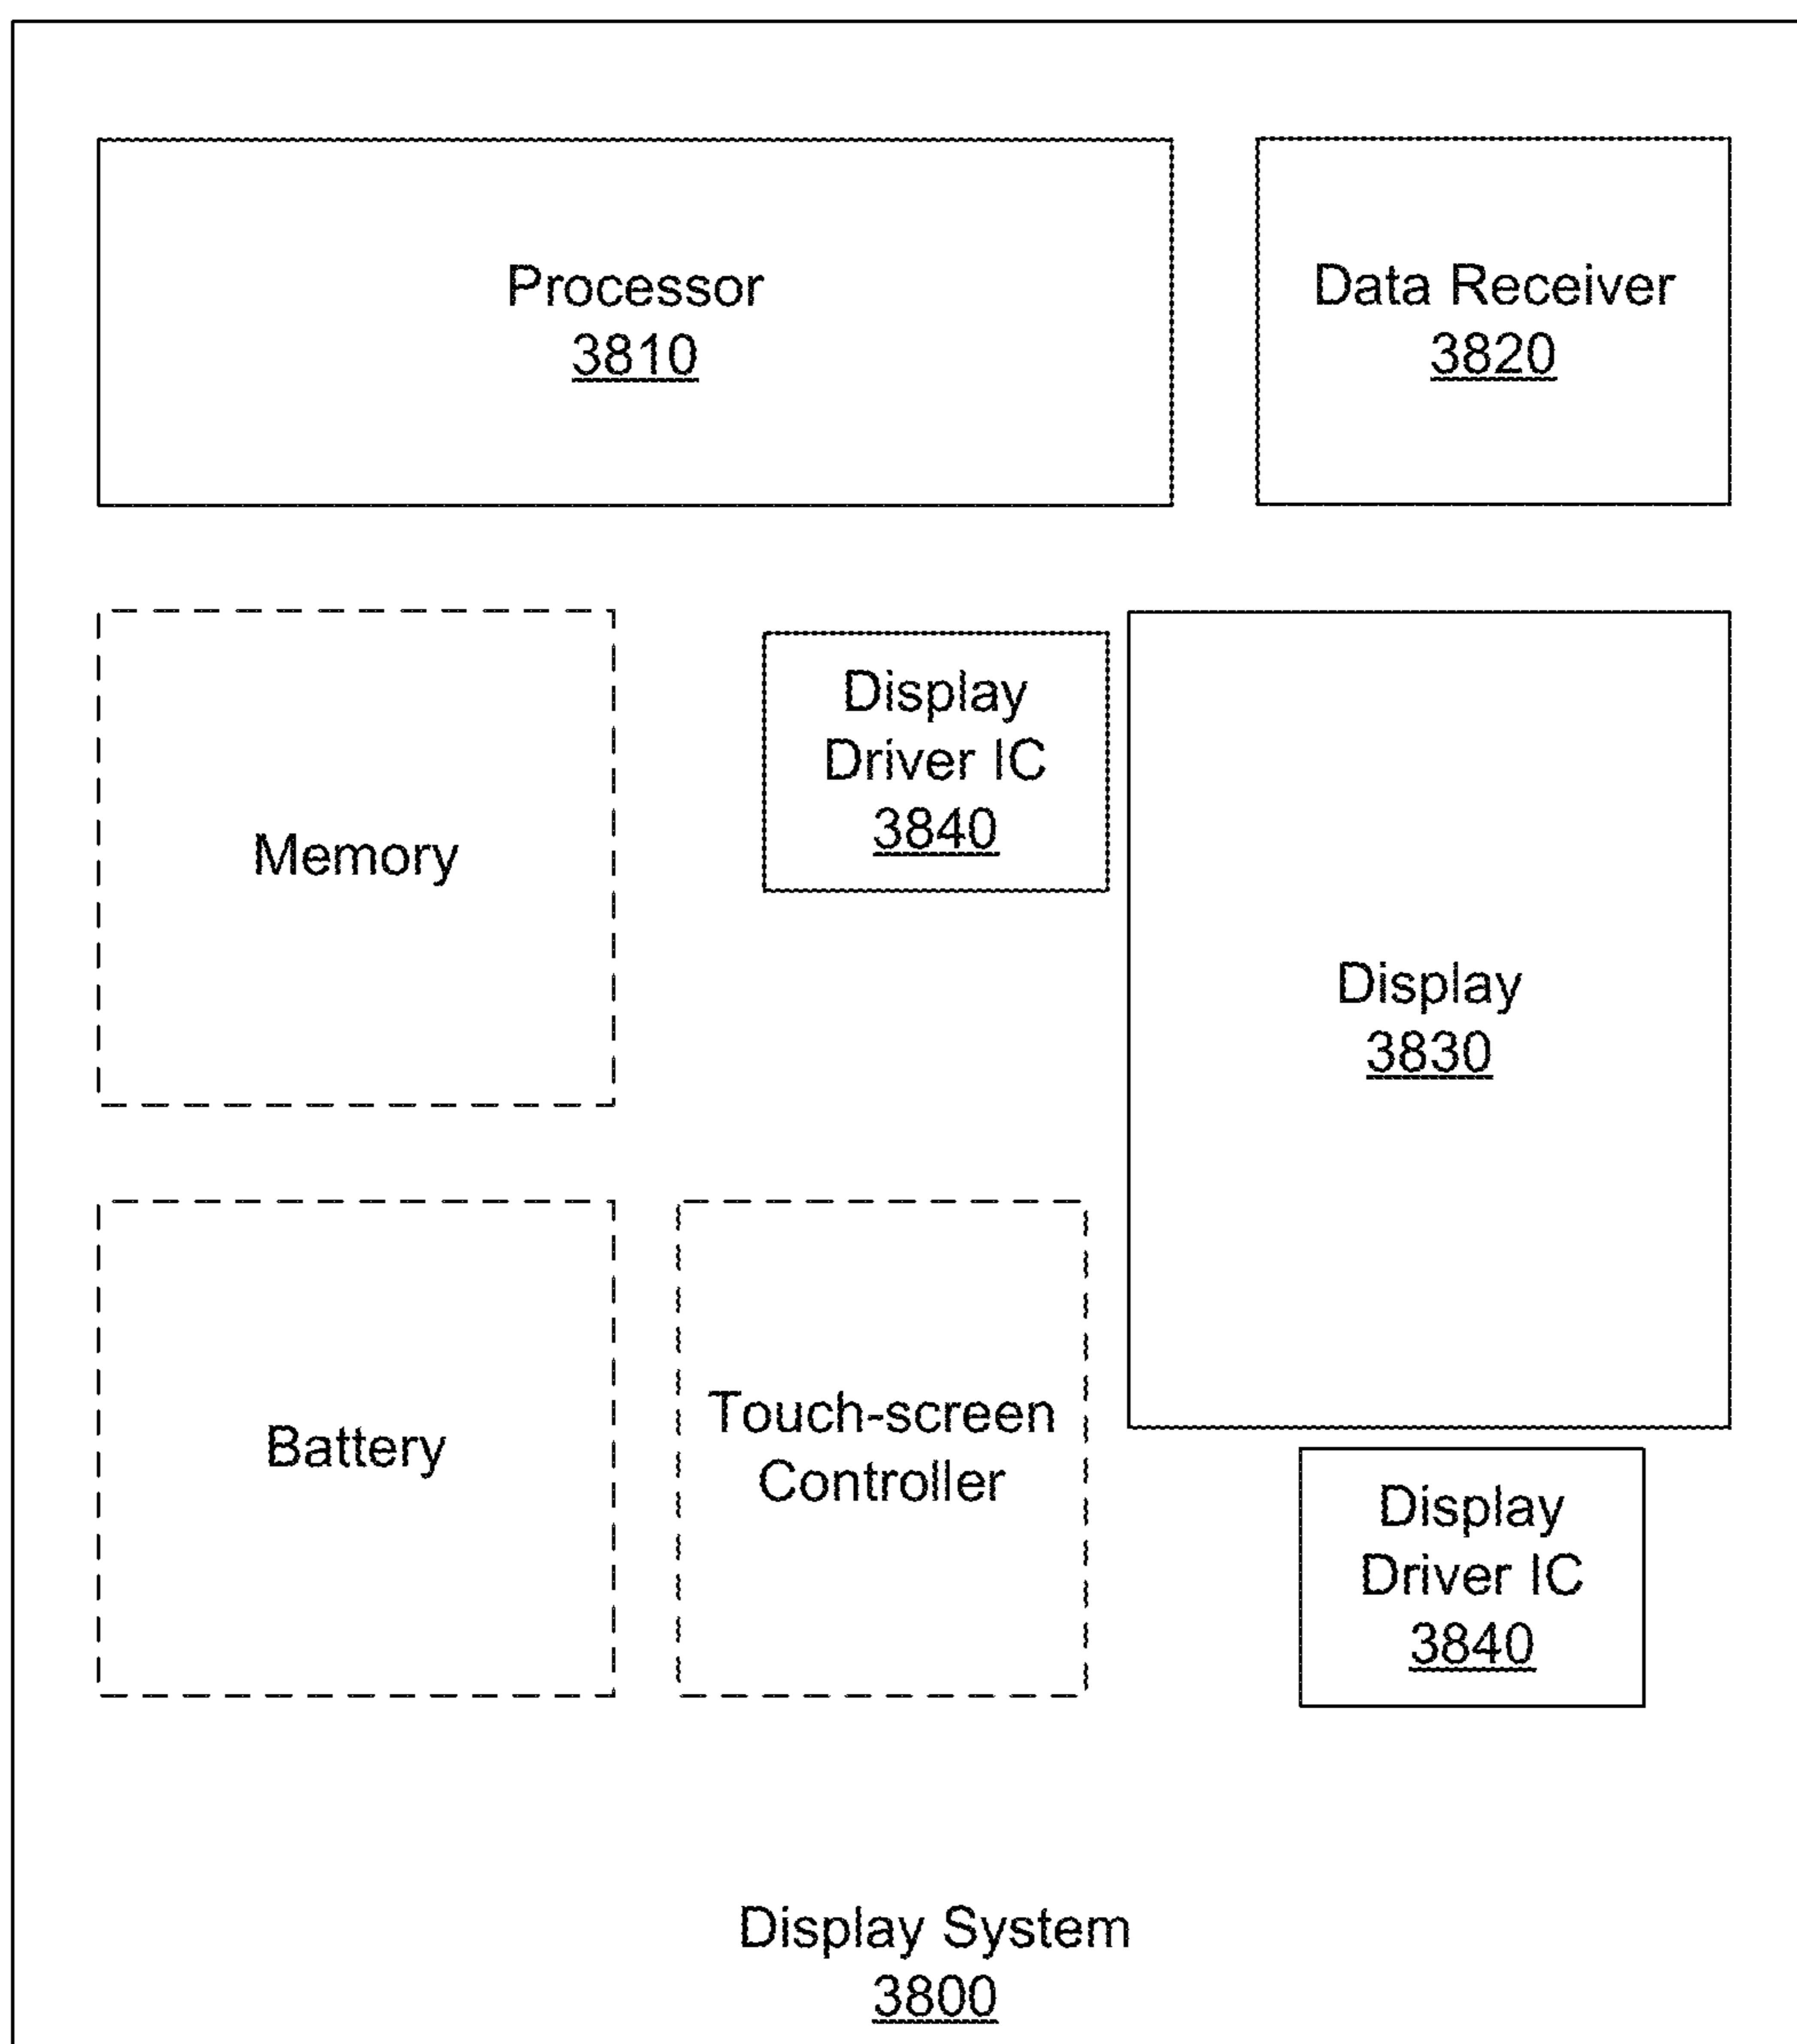 Processor
3810
Data Receiver
3820
Memory
Display
Driver IC
3840
Display
3830
Battery
Touch-screen
Controller
Display
Driver IC
3840
Display System
3800